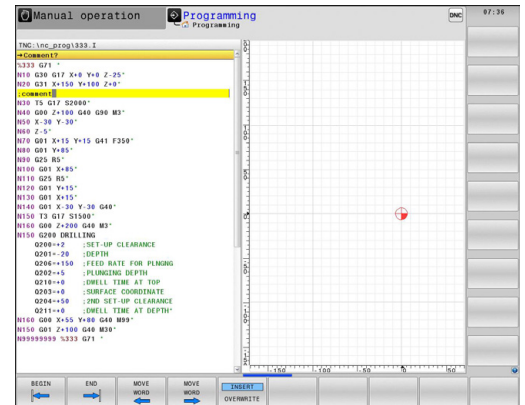 Manual operation
Programming
Programming
DNC
07:36
TNC:\nc_prog\333.I
→Comment?
%333 G71 *
N10 G30 G17 X+0 Y+0 Z-25*
N20 G31 X+150 Y+100 Z+0*
;comment
N30 T5 G17 S2000*
N40 G00 Z+100 G40 G90 M3*
N50 X-30 Y-30*
N60 Z-5*
N70 G01 X+15 Y+15 G41 F350*
N80 G01 Y+85*
N90 G25 R5*
N100 G01 X+85*
N110 G25 R5*
N120 G01 Y+15*
N130 G01 X+15*
N140 G01 X-30 Y-30 G40*
N150 T3 G17 S1500*
N160 G00 Z+200 G40 M3*
N150 G200 DRILLING
Q200=+2 ;SET-UP CLEARANCE
Q201=-20 ;DEPTH
Q206=+150 ;FEED RATE FOR PLNGNG
Q202=+5 ;PLUNGING DEPTH
Q210=+0 ;DWELL TIME AT TOP
Q203=+0 ;SURFACE COORDINATE
Q204=+50 ;2ND SET-UP CLEARANCE
Q211=+0 ;DWELL TIME AT DEPTH*
N160 G00 X+55 Y+80 G40 M99*
N150 G01 Z+100 G40 M30*
N99999999 %333 G71 *
-150 -100 -50 0 50
BEGIN
END
MOVE WORD
MOVE WORD
INSERT
OVERWRITE